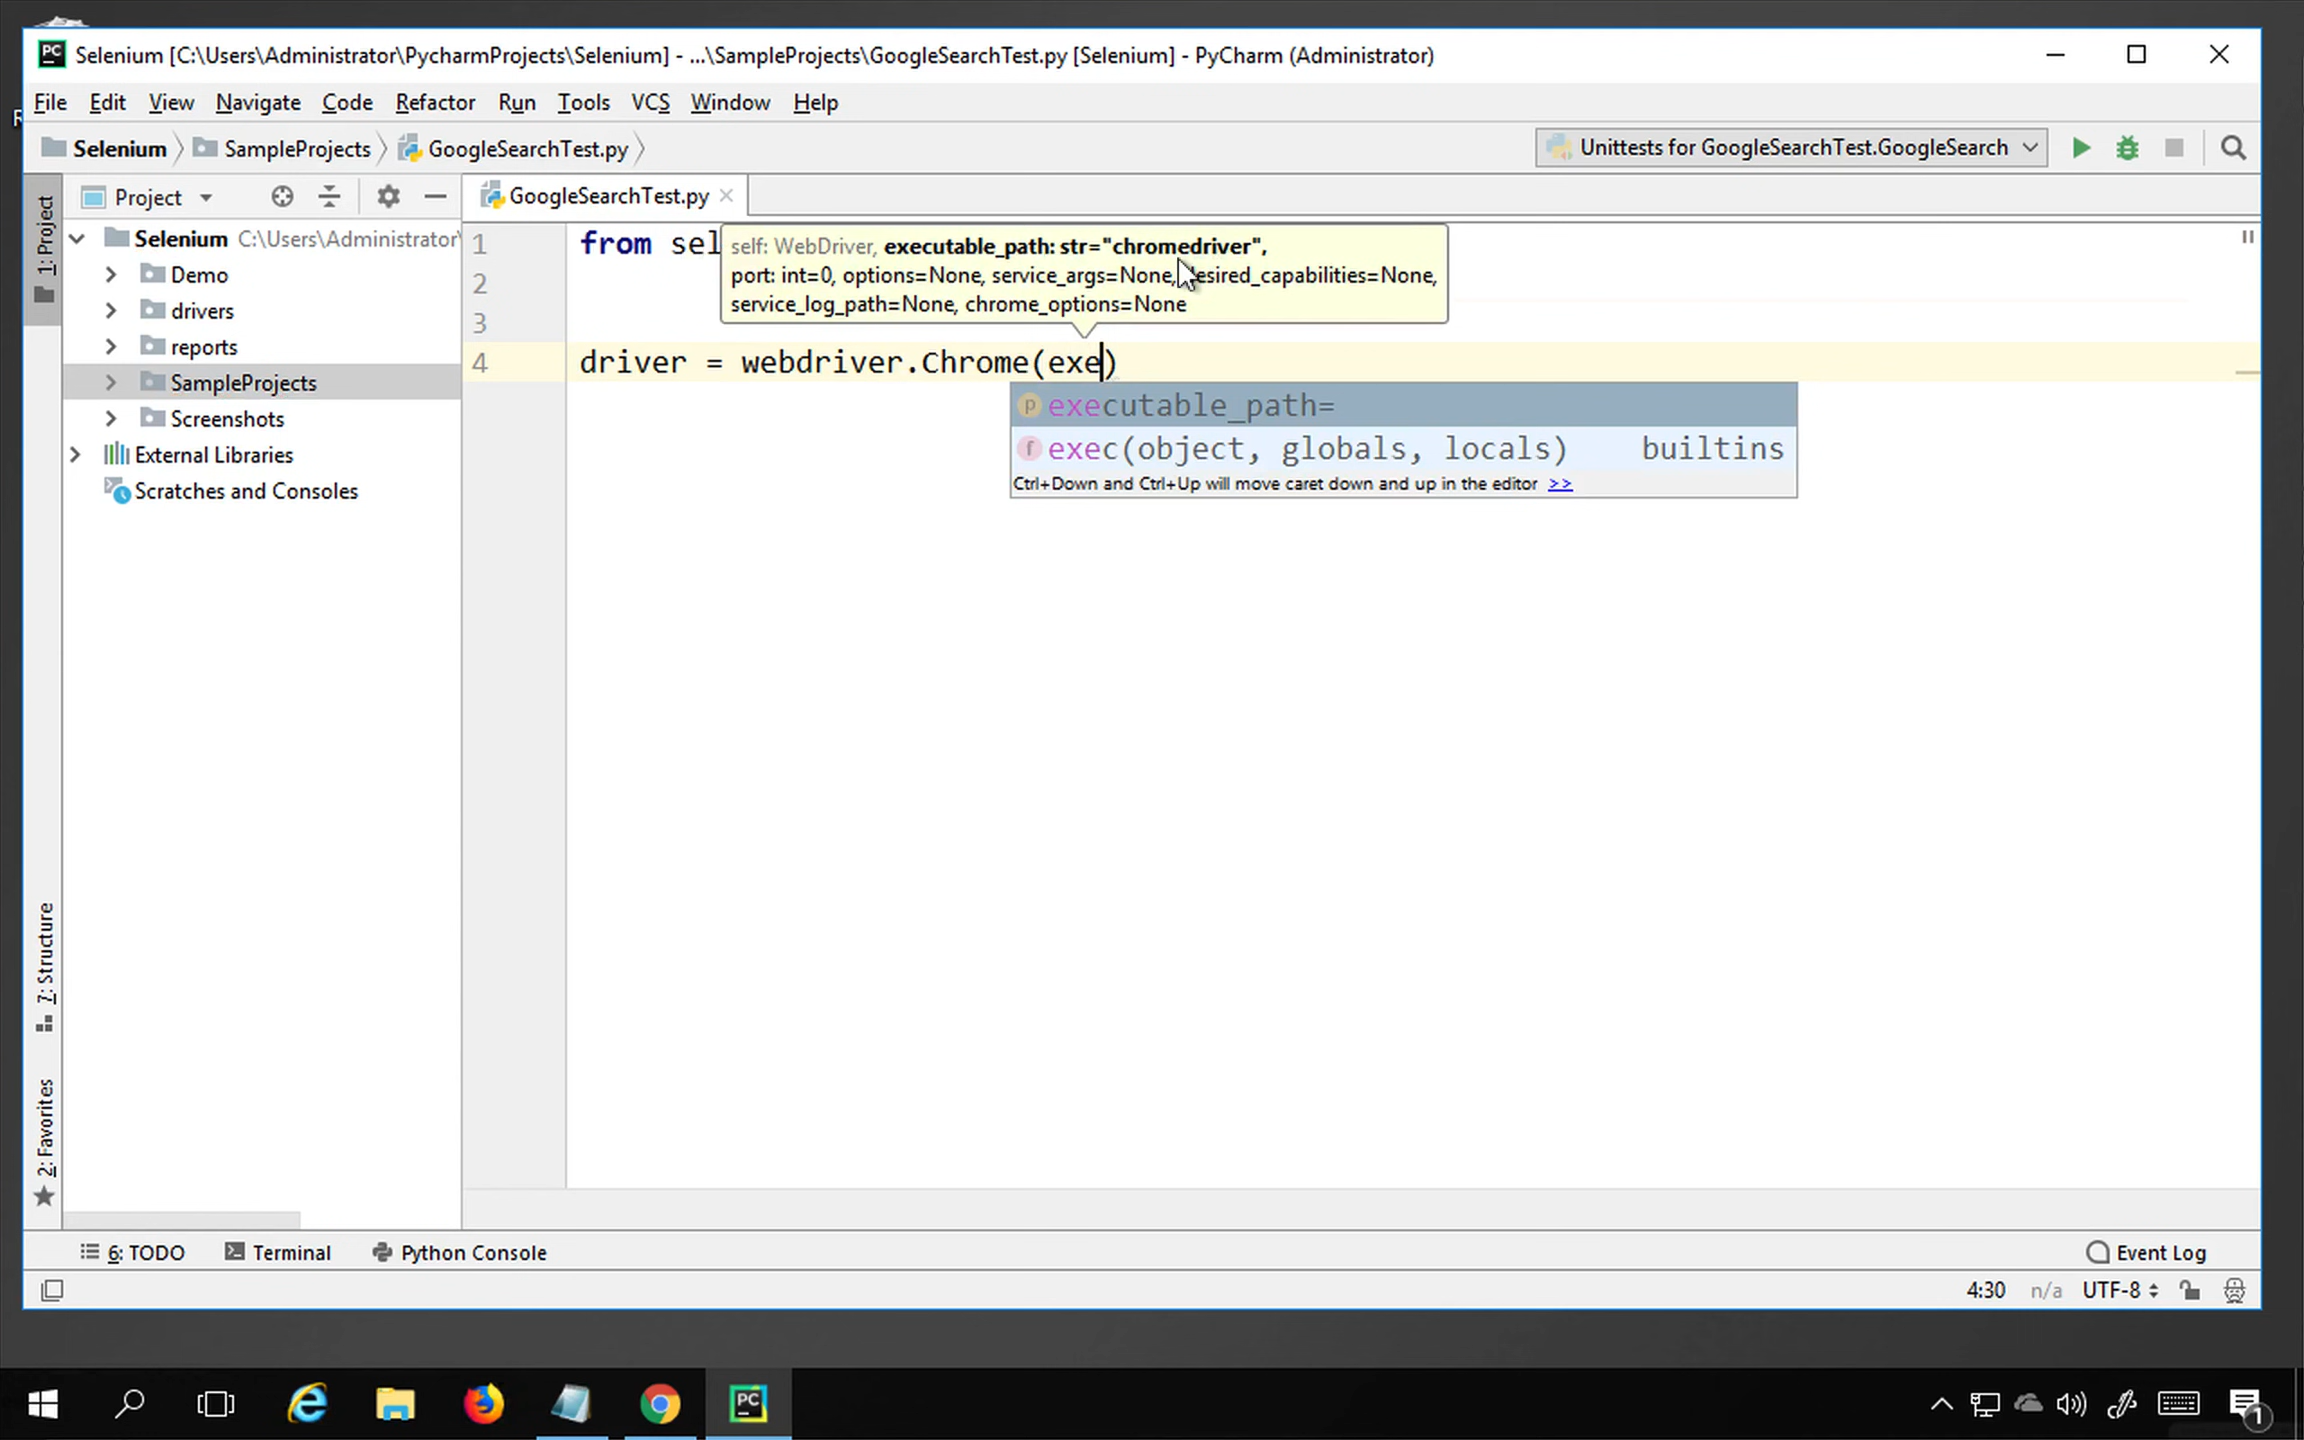 Selenium [C:\Users\Administrator\PycharmProjects\Selenium] - ...\SampleProjects\GoogleSearchTest.py [Selenium] - PyCharm (Administrator)
File Edit View Navigate Code Refactor Run Tools VCS Window Help
Selenium SampleProjects GoogleSearchTest.py Unittests for GoogleSearchTest.GoogleSearch
Project GoogleSearchTest.py
1: Project
Selenium C:\Users\Administrator\
Demo
drivers
reports
SampleProjects
Screenshots
External Libraries
Scratches and Consoles
1 from sel
2
3
4 driver = webdriver.Chrome(exe)
self: WebDriver, executable_path: str="chromedriver",
port: int=0, options=None, service_args=None, desired_capabilities=None,
service_log_path=None, chrome_options=None
p executable_path=
f exec(object, globals, locals) builtins
Ctrl+Down and Ctrl+Up will move caret down and up in the editor >>
7: Structure
2: Favorites
6: TODO Terminal Python Console Event Log
4:30 n/a UTF-8
PC
PC
1